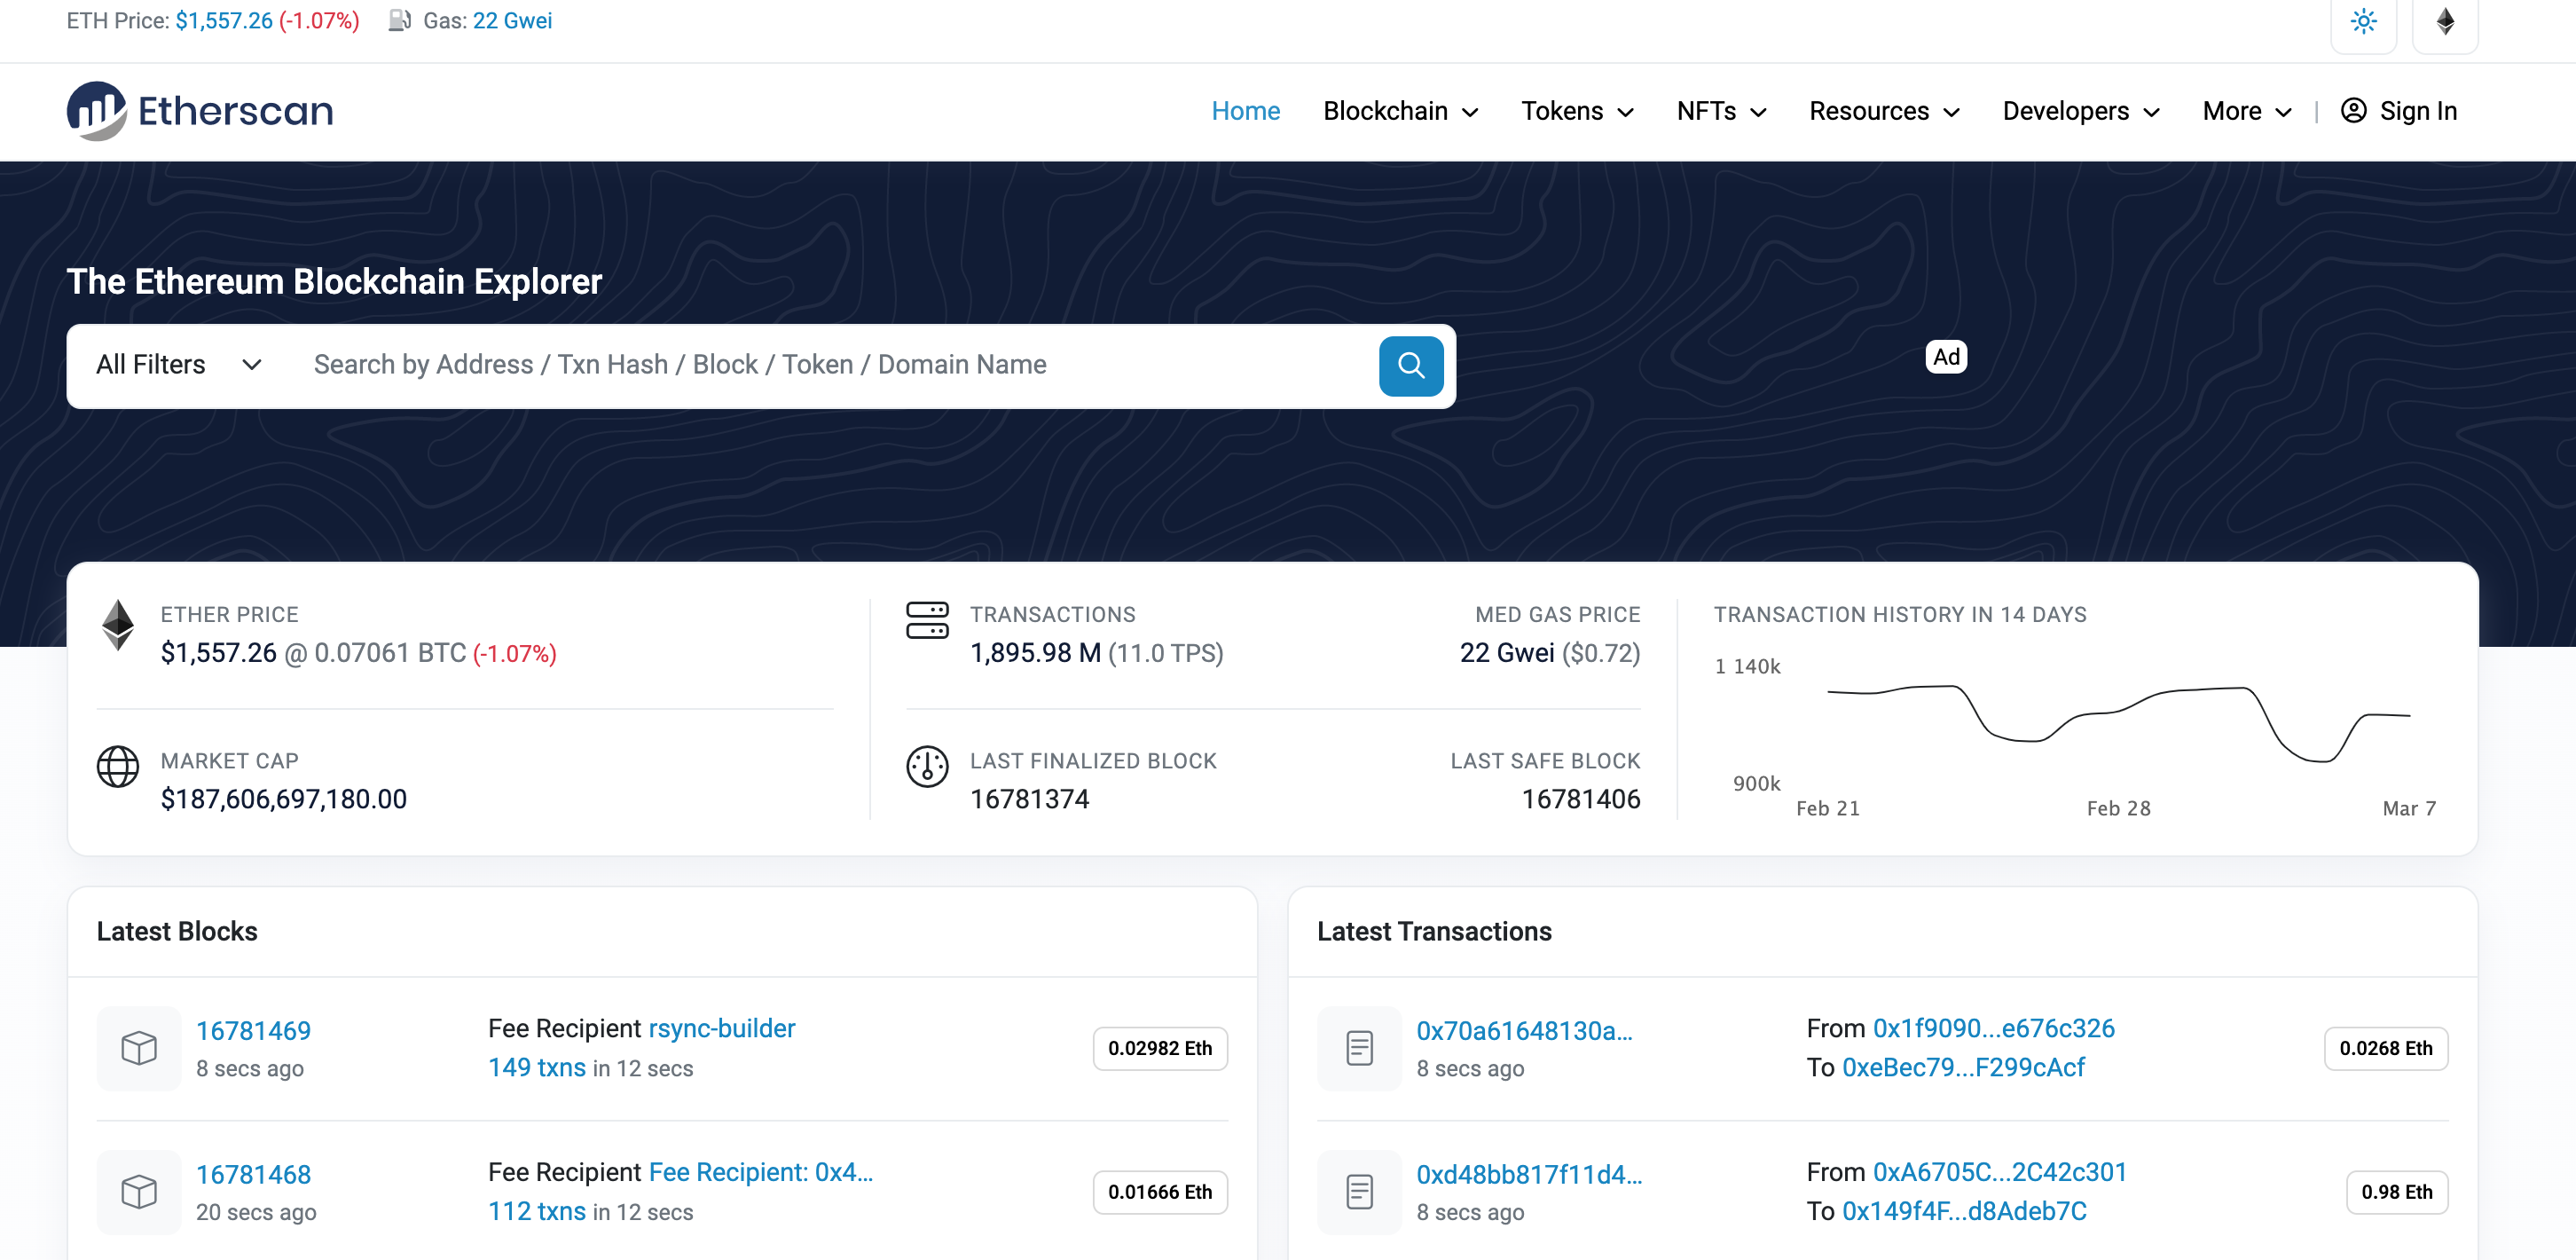 ETH Price: $1,557.26 (-1.07%) Gas: 22 Gwei
Etherscan
Home Blockchain Tokens NFTs Resources Developers More | Sign In
The Ethereum Blockchain Explorer
All Filters Search by Address / Txn Hash / Block / Token / Domain Name
Ad
ETHER PRICE
$1,557.26 @ 0.07061 BTC (-1.07%)
MARKET CAP
$187,606,697,180.00
TRANSACTIONS
1,895.98 M (11.0 TPS)
MED GAS PRICE
22 Gwei ($0.72)
LAST FINALIZED BLOCK
16781374
LAST SAFE BLOCK
16781406
TRANSACTION HISTORY IN 14 DAYS
1 140k
900k
Feb 21 Feb 28 Mar 7
Latest Blocks
16781469
8 secs ago
Fee Recipient rsync-builder
149 txns in 12 secs
0.02982 Eth
16781468
20 secs ago
Fee Recipient Fee Recipient: 0x4...
112 txns in 12 secs
0.01666 Eth
Latest Transactions
0x70a61648130a...
8 secs ago
From 0x1f9090...e676c326
To 0xeBec79...F299cAcf
0.0268 Eth
0xd48bb817f11d4...
8 secs ago
From 0xA6705C...2C42c301
To 0x149f4F...d8Adeb7C
0.98 Eth